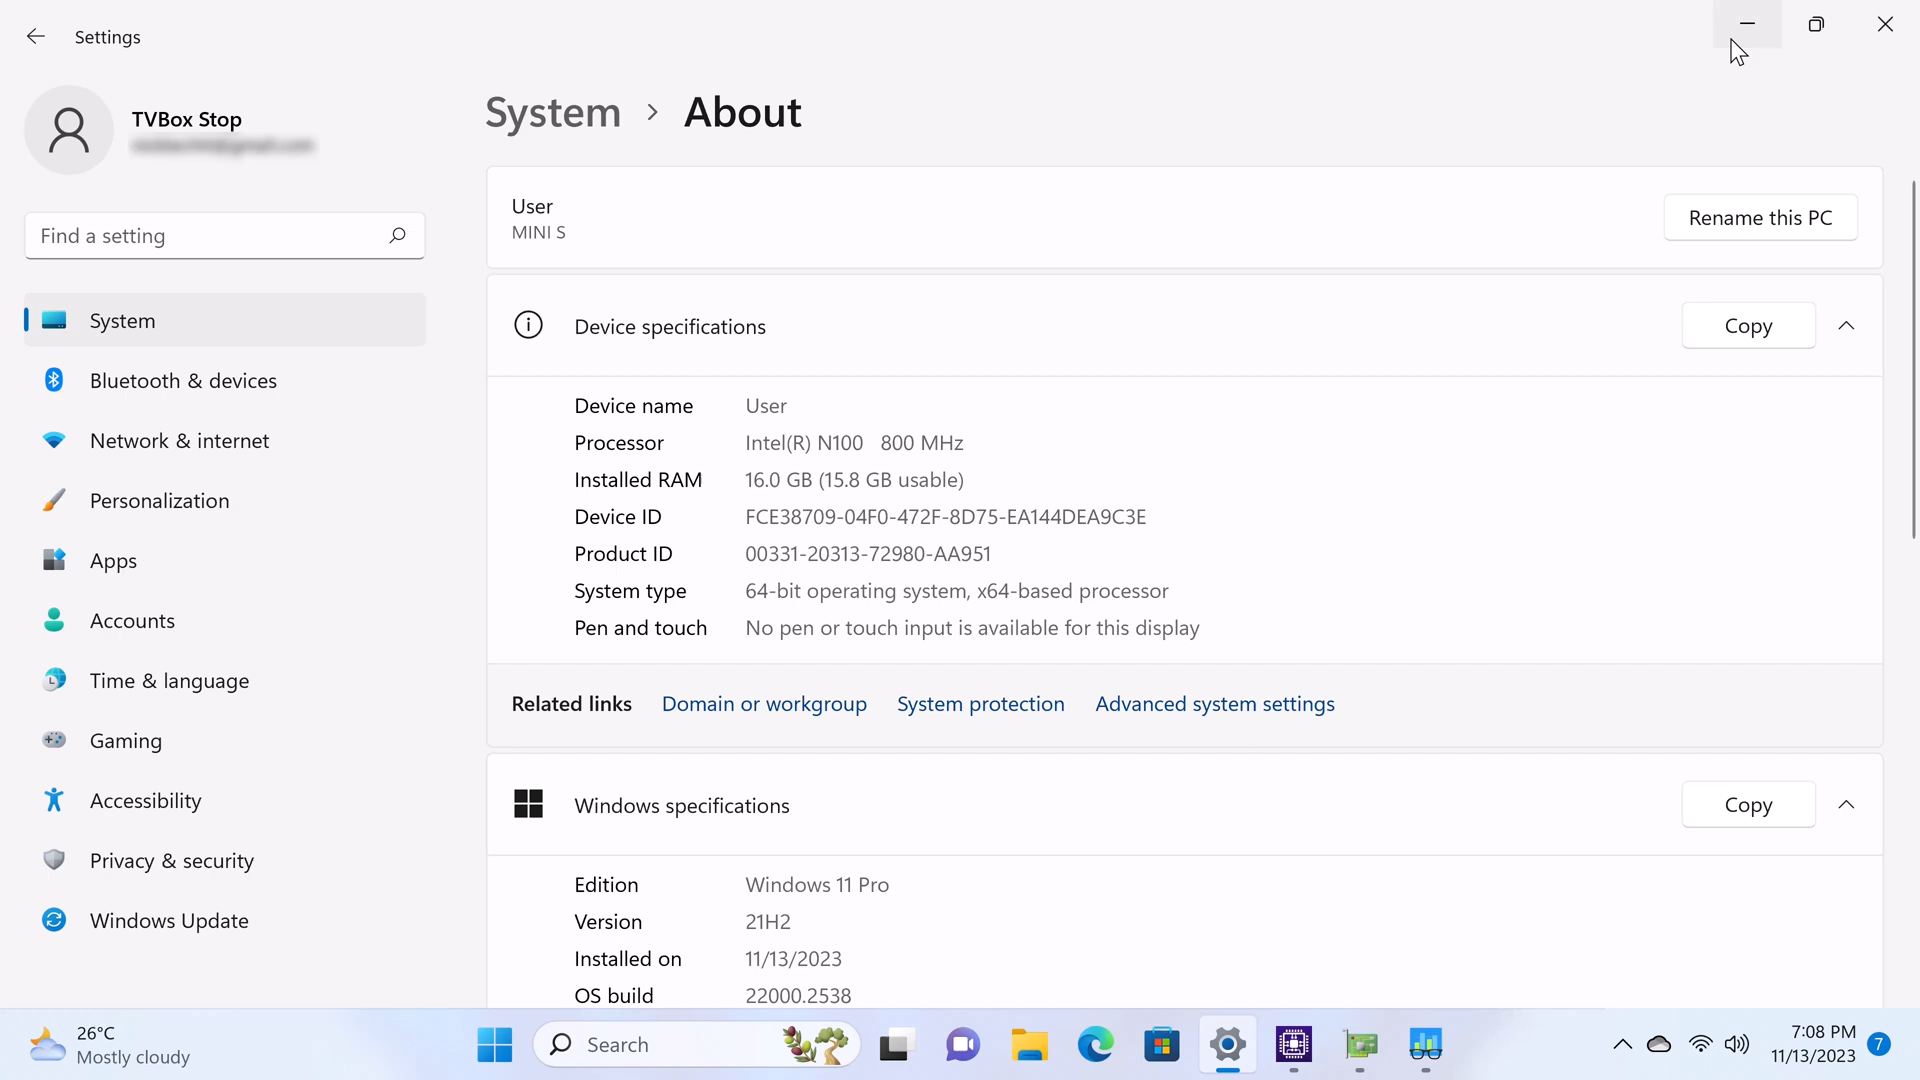 Settings
TVBox Stop
Find a setting
System
Bluetooth & devices
Network & internet
Personalization
Apps
Accounts
Time & language
Gaming
Accessibility
Privacy & security
Windows Update
System > About
User
MINI S
Rename this PC
Device specifications
Copy
Device name User
Processor Intel(R) N100 800 MHz
Installed RAM 16.0 GB (15.8 GB usable)
Device ID FCE38709-04F0-472F-8D75-EA144DEA9C3E
Product ID 00331-20313-72980-AA951
System type 64-bit operating system, x64-based processor
Pen and touch No pen or touch input is available for this display
Related links Domain or workgroup System protection Advanced system settings
Windows specifications
Copy
Edition Windows 11 Pro
Version 21H2
Installed on 11/13/2023
OS build 22000.2538
26°C
Mostly cloudy
Search
7:08 PM
11/13/2023
7